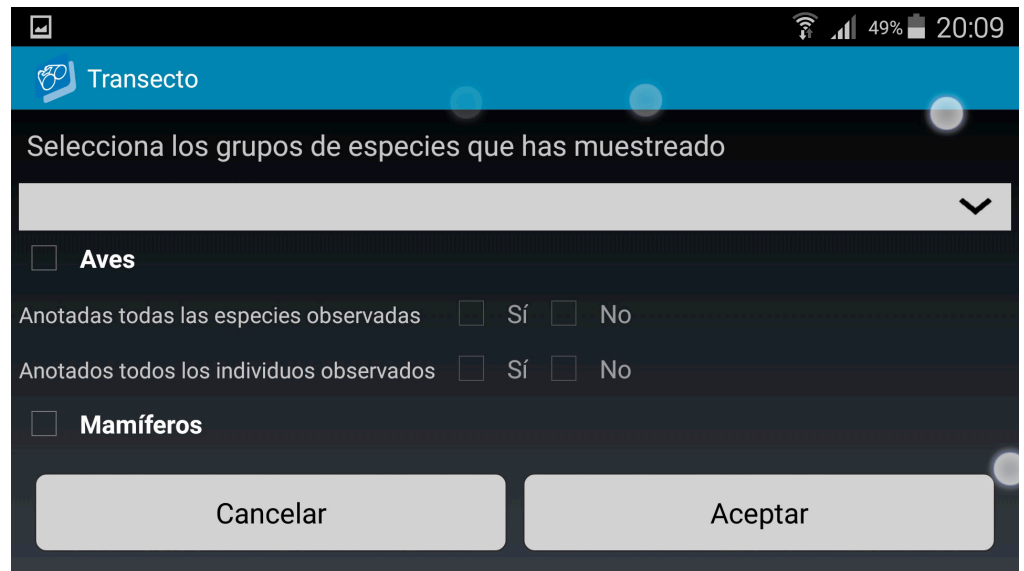 49% 20:09
Transecto
Selecciona los grupos de especies que has muestreado
Aves
Anotadas todas las especies observadas Sí No
Anotados todos los individuos observados Sí No
Mamíferos
Cancelar Aceptar